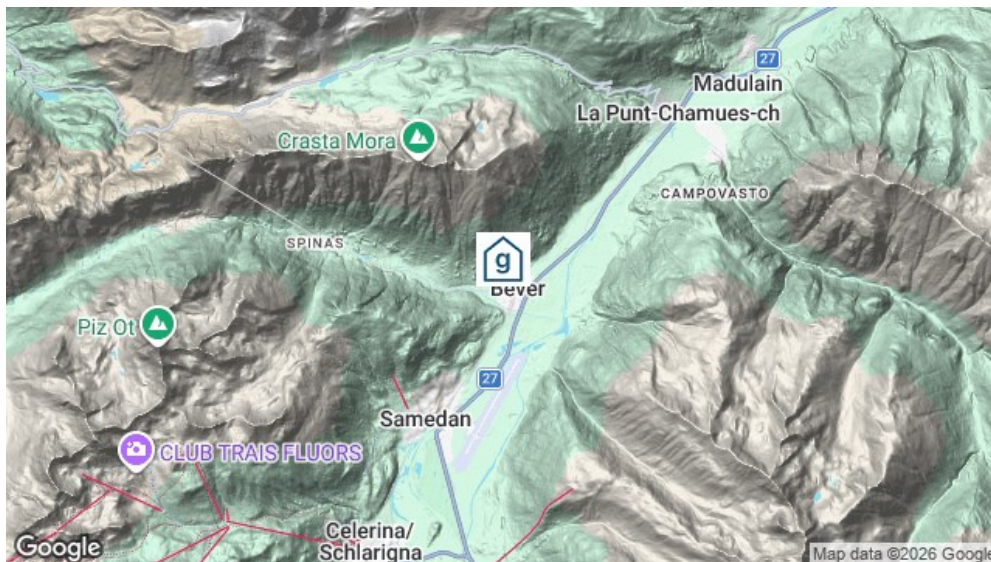 27
Madulain
La Punt-Chamues-ch
Crasta Mora
CAMPOVASTO
SPINAS
g
Bever
Piz Ot
27
Samedan
CLUB TRAIS FLUORS
Celerina/
Schlarigna
Google
Map data ©2026 Google